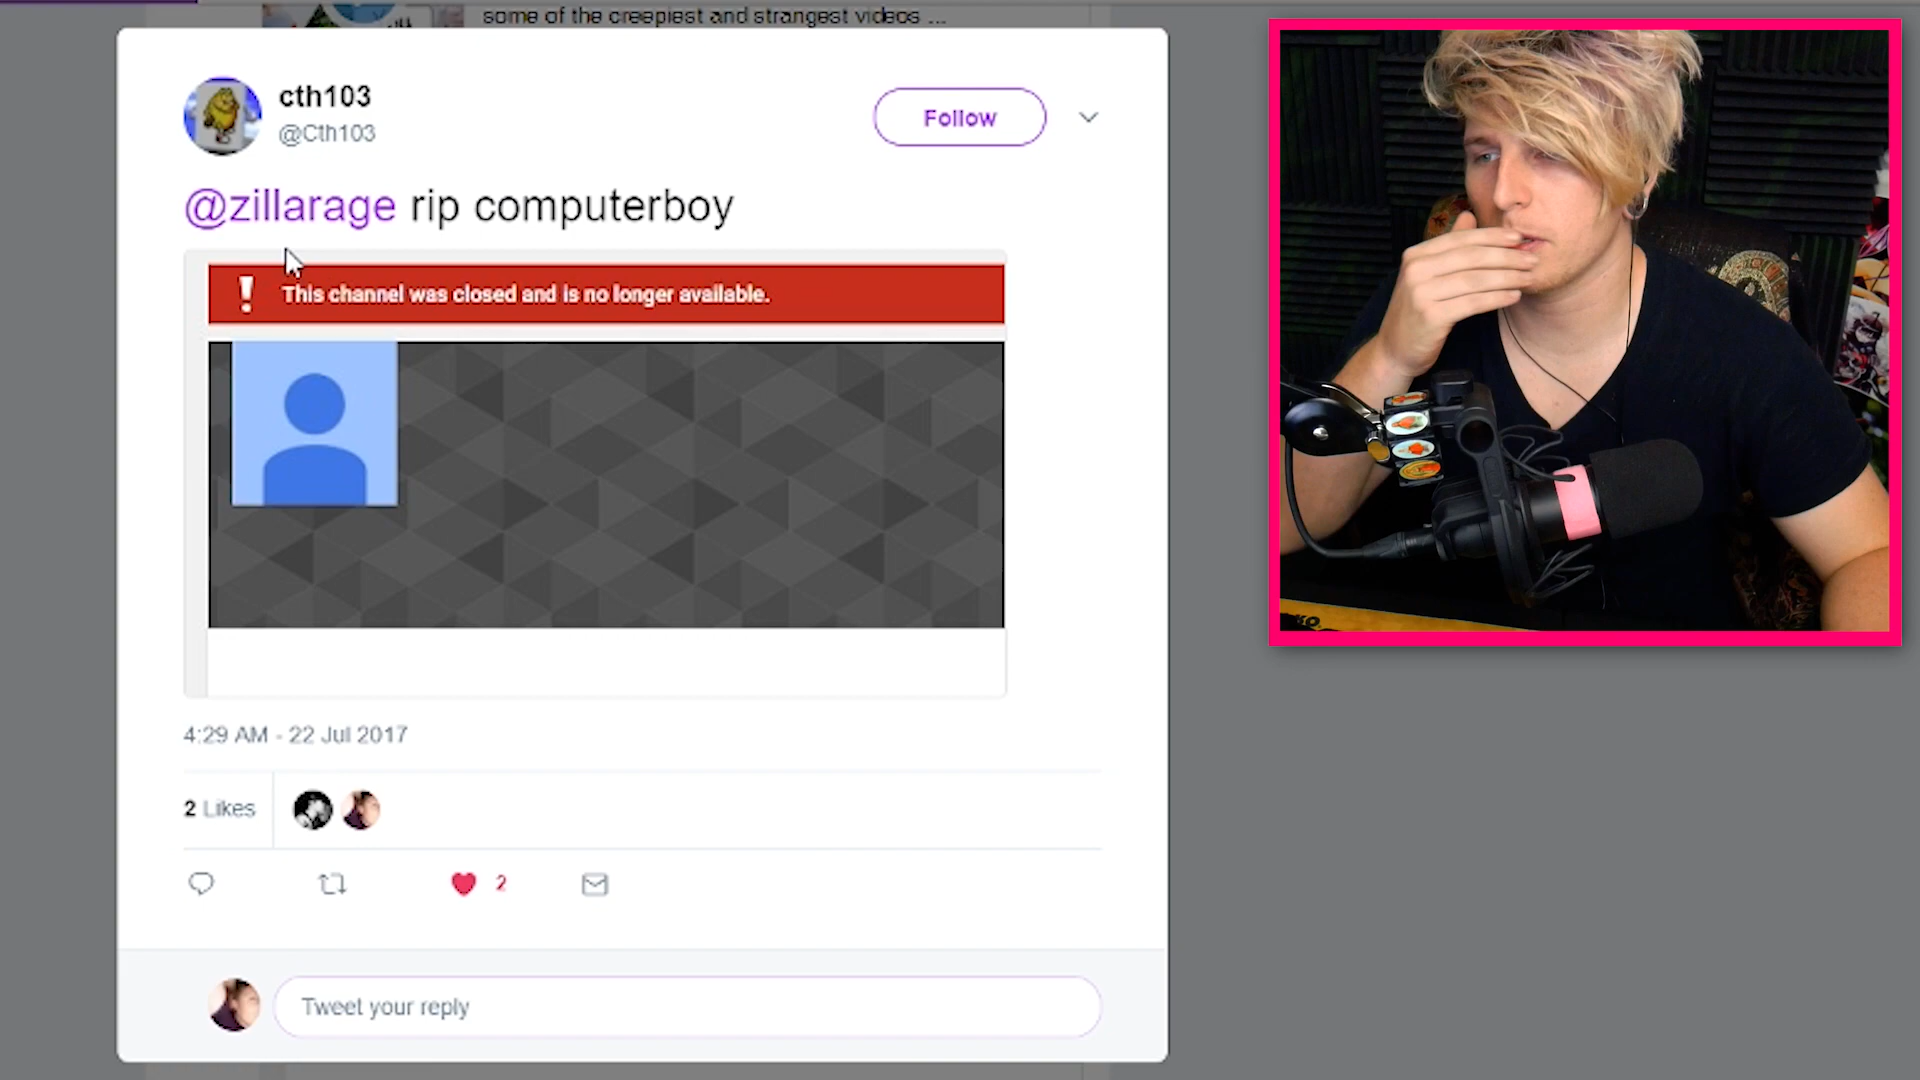 some of the creepiest and strangest videos ...
cth103
@Cth103
Follow
@zillarage rip computerboy
! This channel was closed and is no longer available.
4:29 AM - 22 Jul 2017
2 Likes
2
Tweet your reply